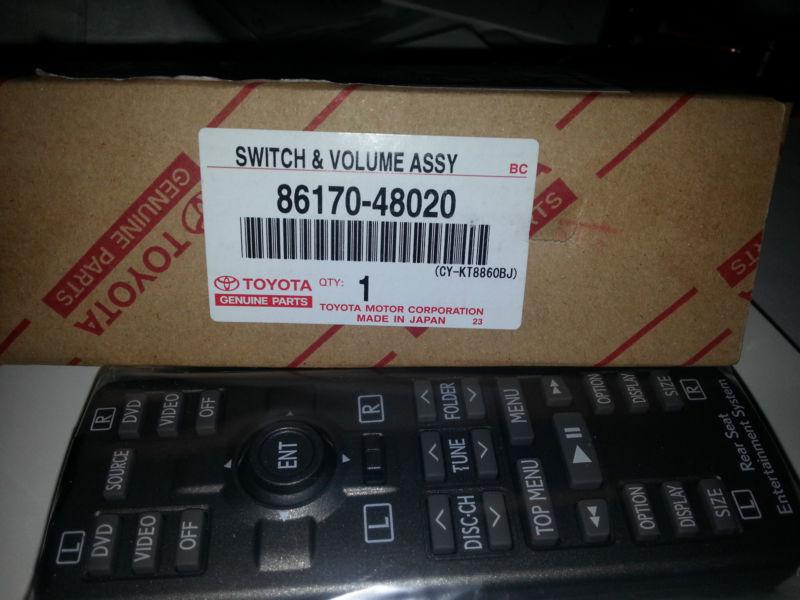 SWITCH & VOLUME ASSY
BC
86170-48020
(CY-KT8860BJ)
TOYOTA
GENUINE PARTS
QTY: 1
TOYOTA MOTOR CORPORATION
MADE IN JAPAN 23
GENUINE PARTS
TOYOTA
PARTS
R
DVD
VIDEO
OFF
SOURCE
L
DVD
VIDEO
OFF
ENT
R
L
FOLDER
TUNE
DISC·CH
MENU
TOP MENU
OPTION
DISPLAY
SIZE
R
OPTION
DISPLAY
SIZE
L
Rear Seat
Entertainment System